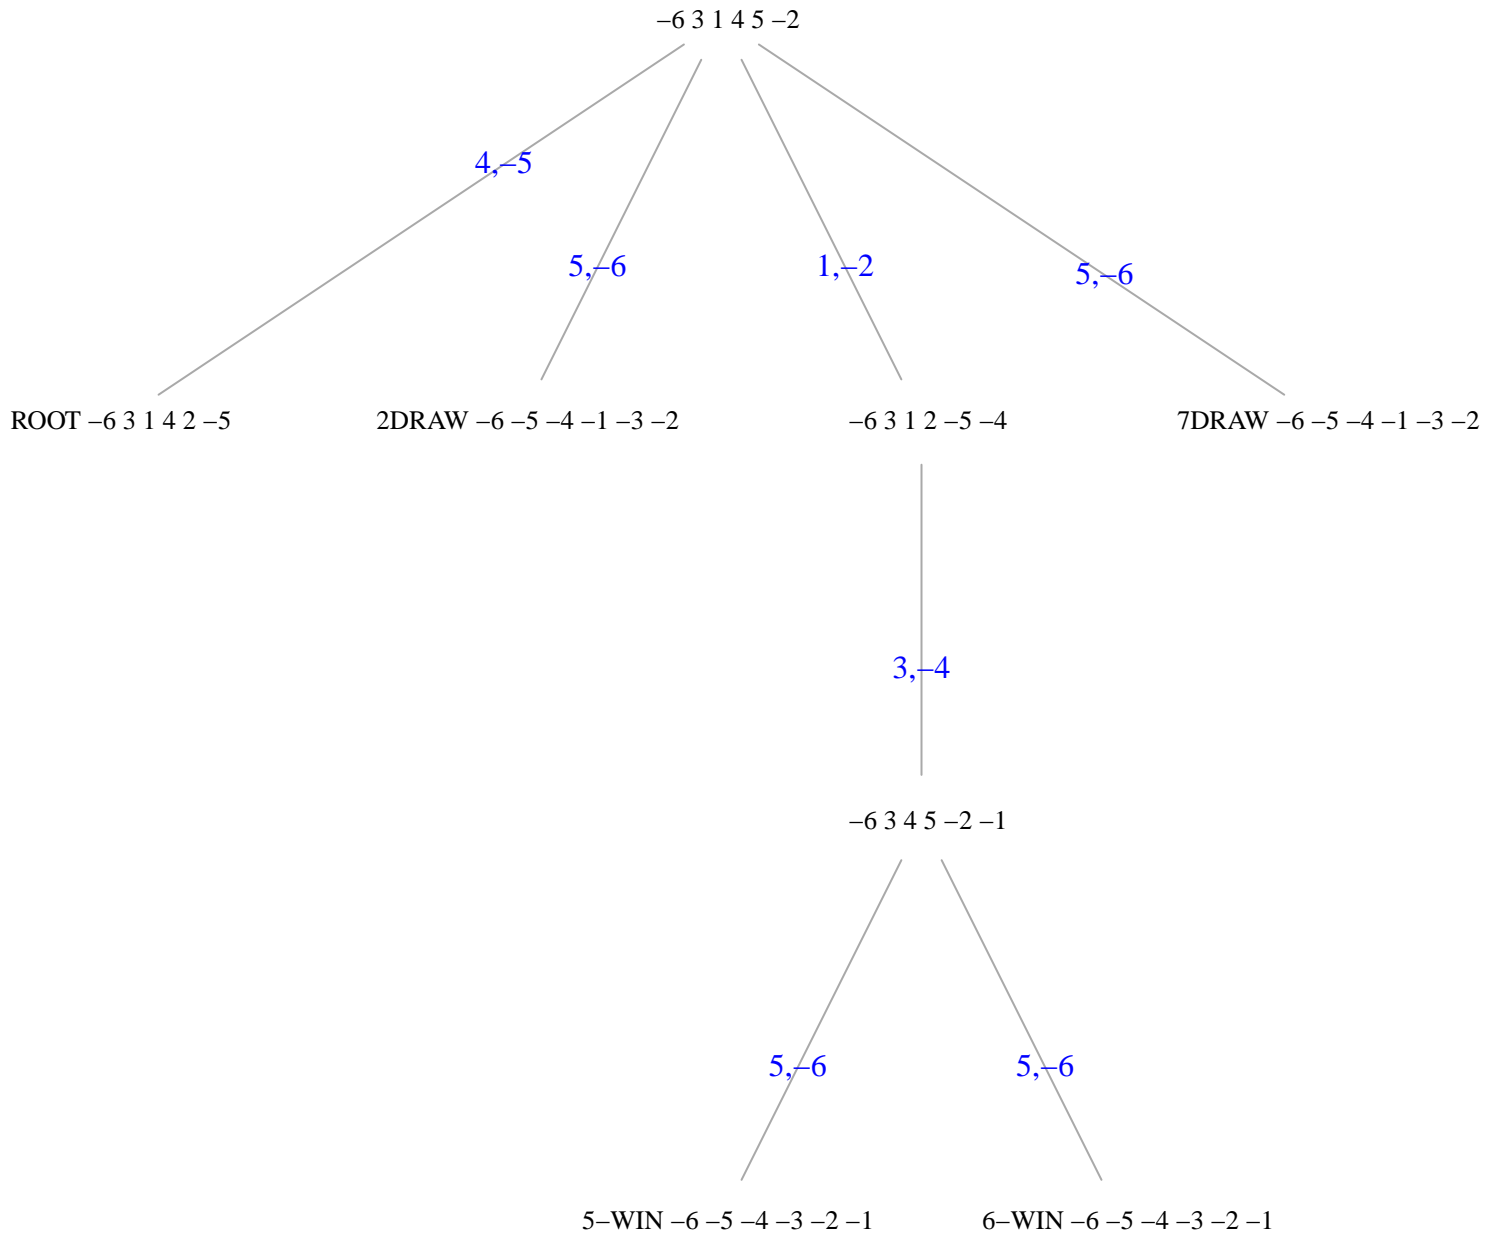 –6 3 1 4 5 –2
4,–5
5,–6
1,–2
5,–6
ROOT –6 3 1 4 2 –5
2DRAW –6 –5 –4 –1 –3 –2
–6 3 1 2 –5 –4
7DRAW –6 –5 –4 –1 –3 –2
3,–4
–6 3 4 5 –2 –1
5,–6
5,–6
5–WIN –6 –5 –4 –3 –2 –1
6–WIN –6 –5 –4 –3 –2 –1